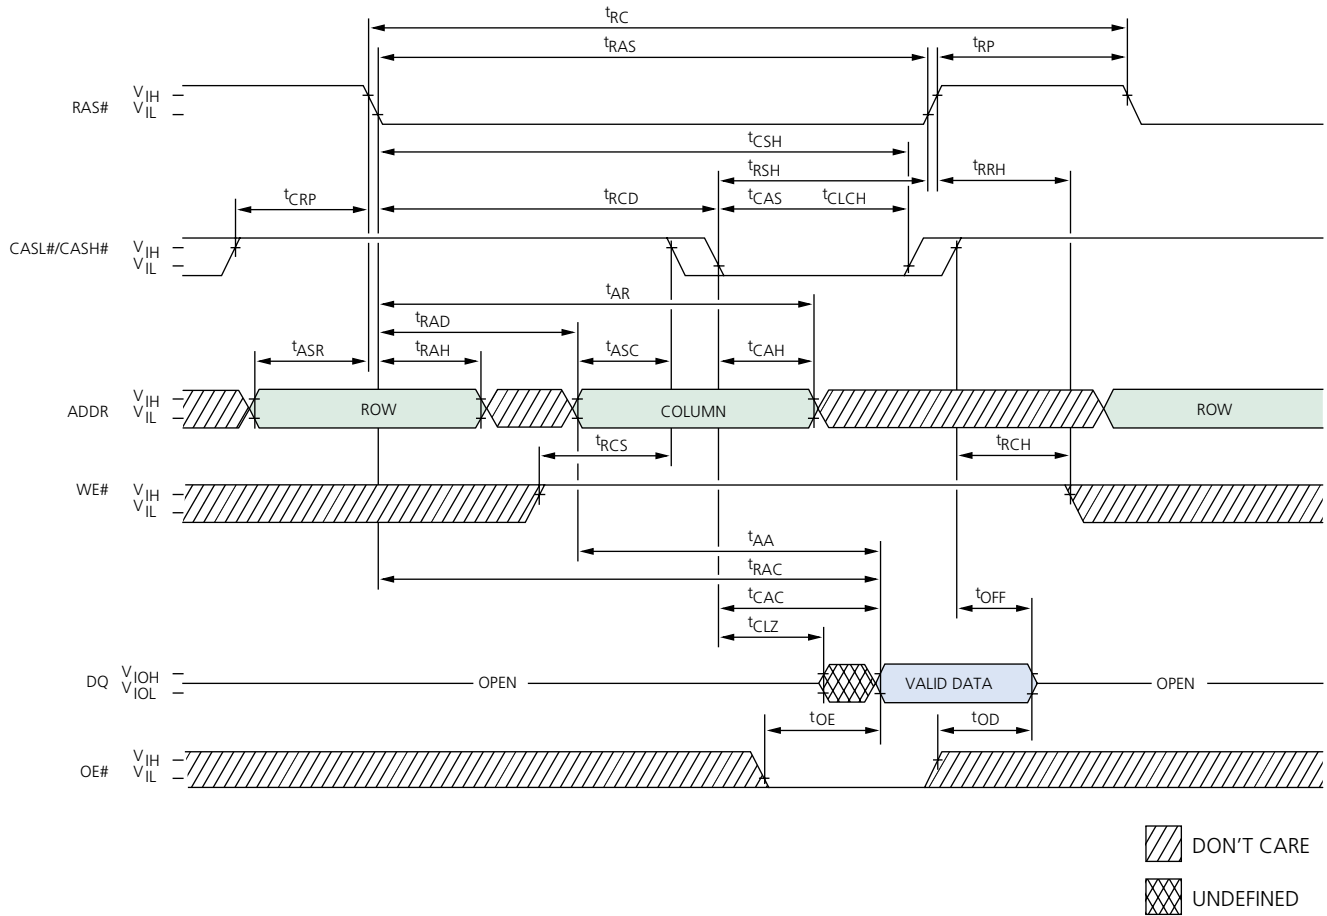 tRC
tRAS tRP
RAS# VIH
VIL
tCSH
tRSH tRRH
tCRP tRCD tCAS tCLCH
CASL#/CASH# VIH
VIL
tAR
tRAD
tASR tRAH tASC tCAH
ADDR VIH
VIL
ROW COLUMN ROW
tRCS tRCH
WE# VIH
VIL
tAA
tRAC
tCAC tOFF
tCLZ
DQ VIOH
VIOL
OPEN VALID DATA OPEN
tOE tOD
OE# VIH
VIL
DON'T CARE
UNDEFINED